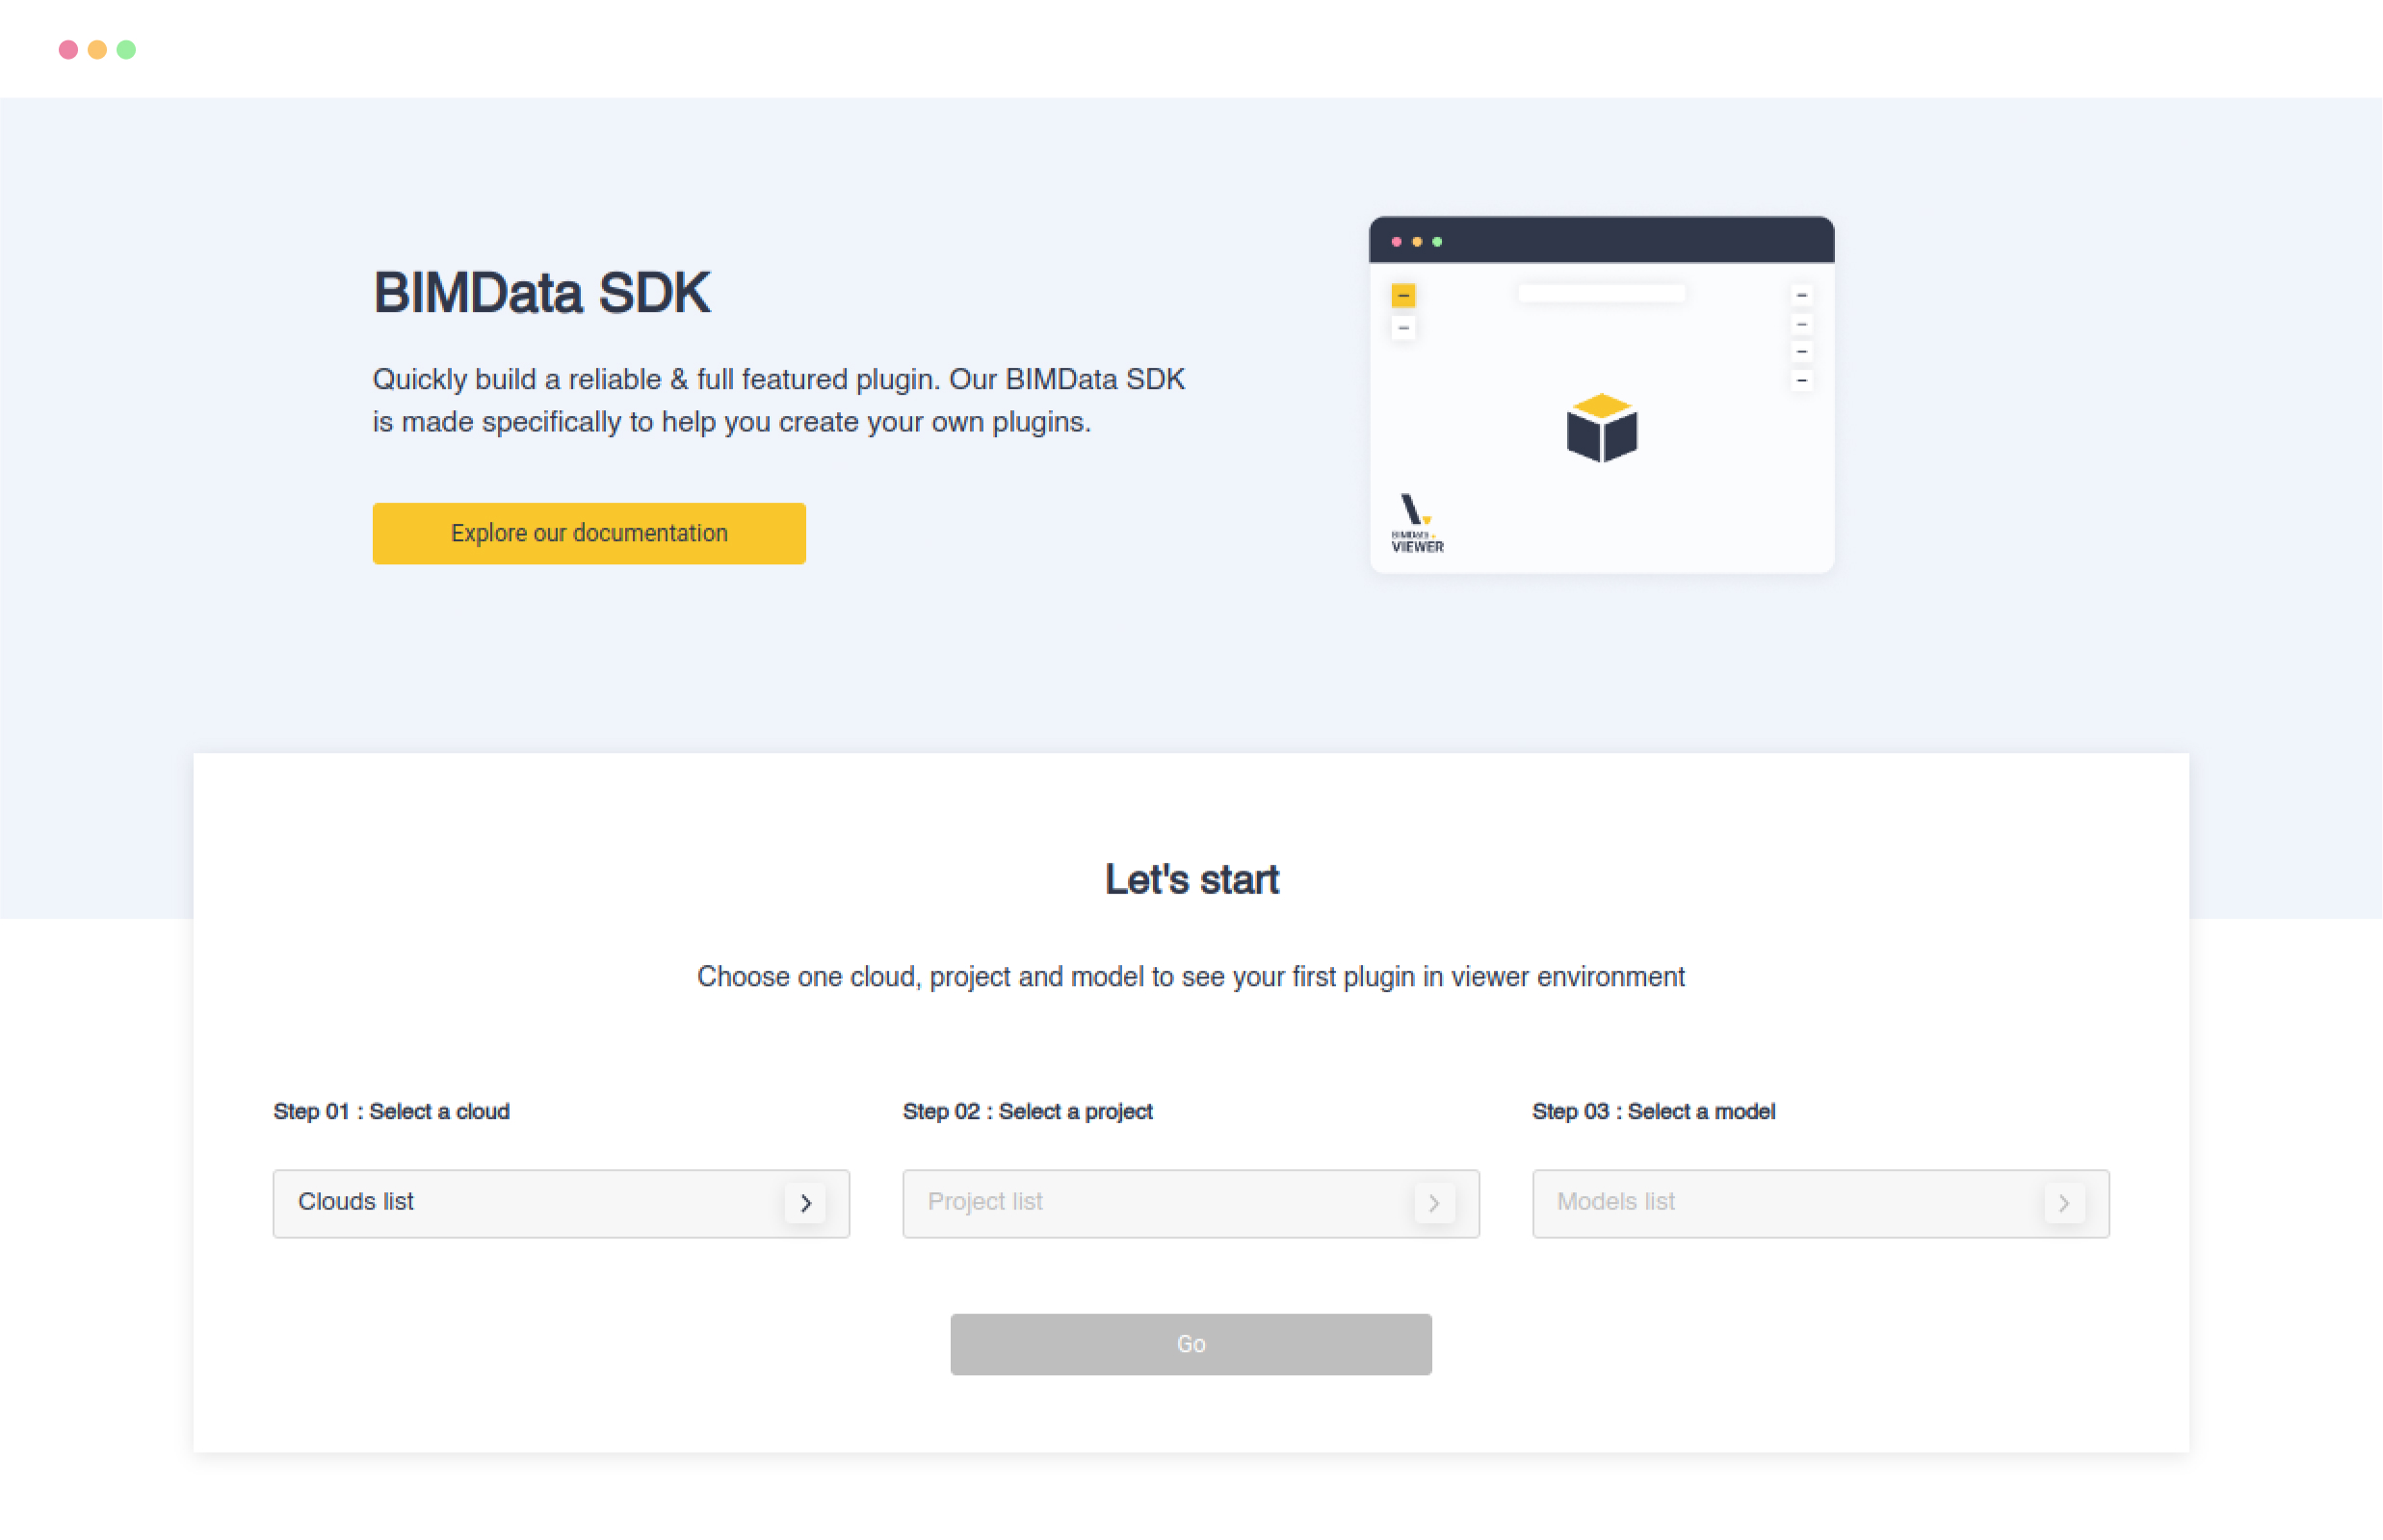 BIMData SDK
Quickly build a reliable & full featured plugin. Our BIMData SDK
is made specifically to help you create your own plugins.
Explore our documentation
BIMData.
VIEWER
Let's start
Choose one cloud, project and model to see your first plugin in viewer environment
Step 01 : Select a cloud
Step 02 : Select a project
Step 03 : Select a model
Clouds list
Project list
Models list
Go